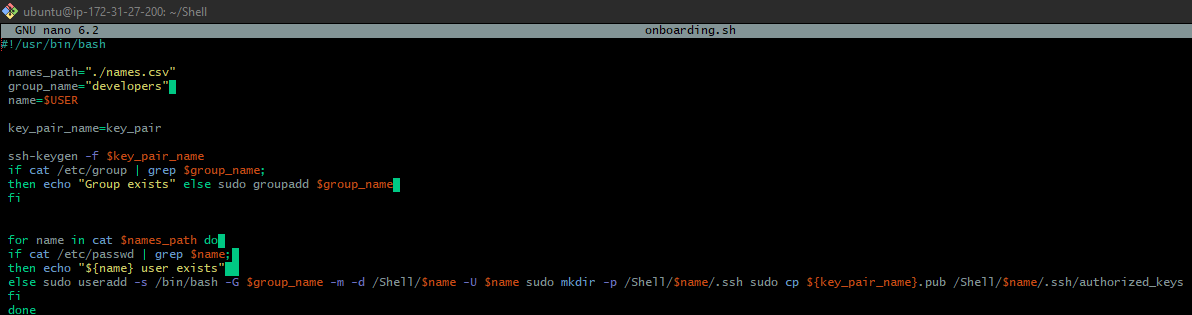 ubuntu@ip-172-31-27-200: ~/Shell
GNU nano 6.2 onboarding.sh
#!/usr/bin/bash
names_path="./names.csv"
group_name="developers"
name=$USER
key_pair_name=key_pair
ssh-keygen -f $key_pair_name
if cat /etc/group | grep $group_name;
then echo "Group exists" else sudo groupadd $group_name
fi
for name in cat $names_path do
if cat /etc/passwd | grep $name;
then echo "${name} user exists"
else sudo useradd -s /bin/bash -G $group_name -m -d /Shell/$name -U $name sudo mkdir -p /Shell/$name/.ssh sudo cp ${key_pair_name}.pub /Shell/$name/.ssh/authorized_keys
fi
done